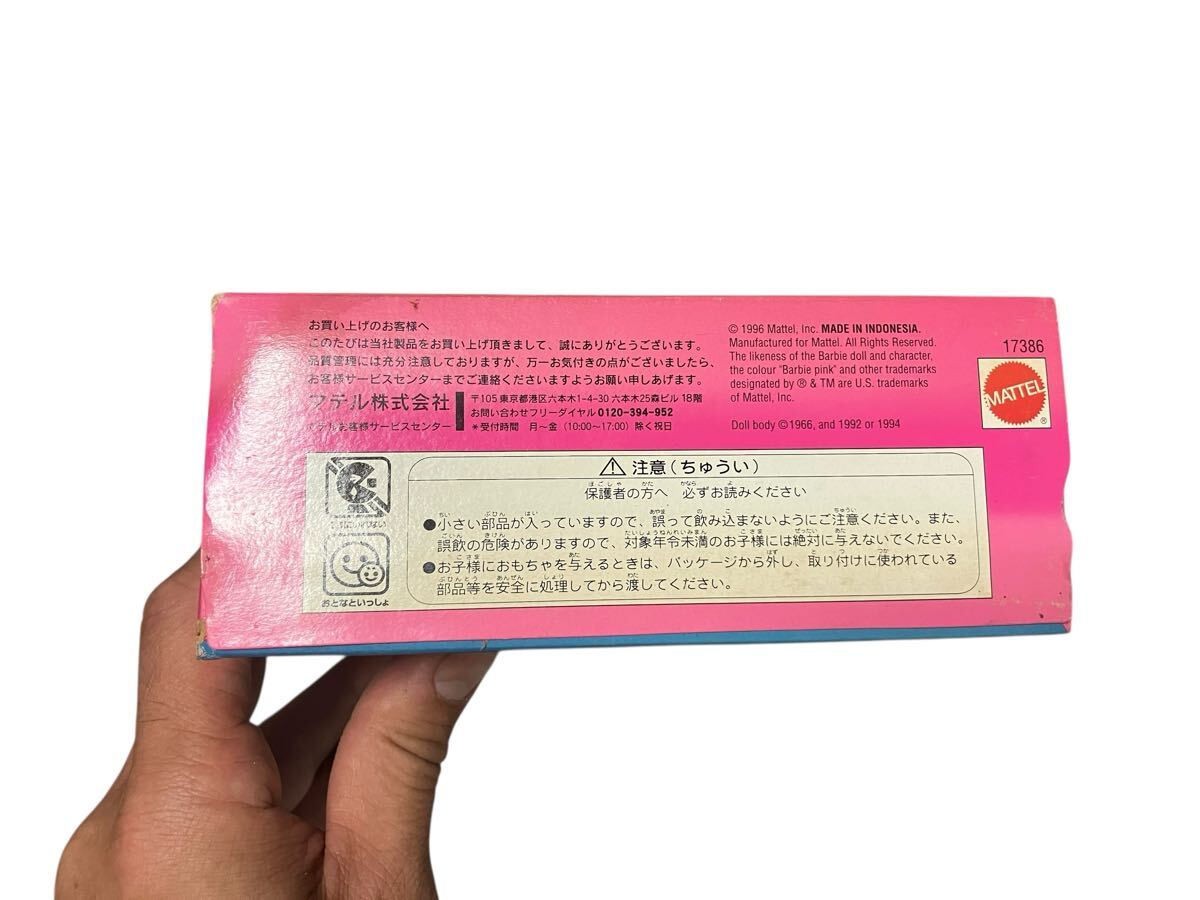 お買い上げのお客様へ
このたびは当社製品をお買い上げ頂きまして、誠にありがとうございます。
品質管理には充分注意しておりますが、万一お気付きの点がございましたら、
お客様サービスセンターまでご連絡くださいますようお願い申しあげます。
マテル株式会社
マテルお客様サービスセンター
〒105 東京都港区六本木1-4-30 六本木25森ビル 18階
お問い合わせフリーダイヤル 0120-394-952
*受付時間 月~金 (10:00~17:00) 除く祝日
© 1996 Mattel, Inc. MADE IN INDONESIA.
Manufactured for Mattel. All Rights Reserved.
The likeness of the Barbie doll and character,
the colour "Barbie pink" and other trademarks
designated by ® & TM are U.S. trademarks
of Mattel, Inc.
Doll body ©1966, and 1992 or 1994
17386
MATTEL®
おとなといっしょ
⚠ 注意(ちゅうい)
保護者の方へ 必ずお読みください
●小さい部品が入っていますので、誤って飲み込まないようにご注意ください。また、
誤飲の危険がありますので、対象年令未満のお子様には絶対に与えないでください。
●お子様におもちゃを与えるときは、パッケージから外し、取り付けに使われている
部品等を安全に処理してから渡してください。